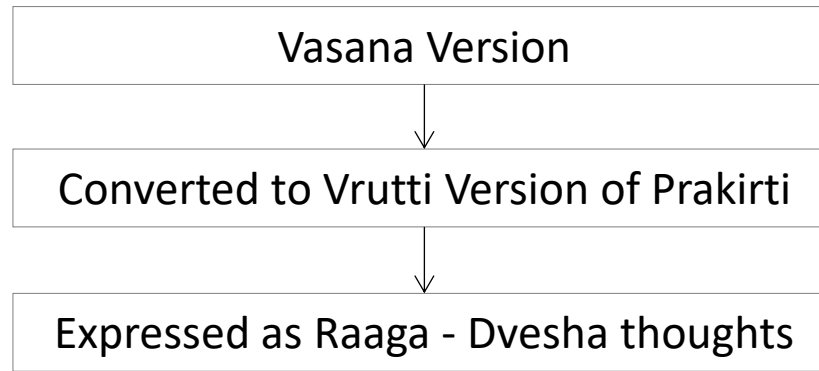 Vasana Version
Converted to Vrutti Version of Prakirti
Expressed as Raaga - Dvesha thoughts